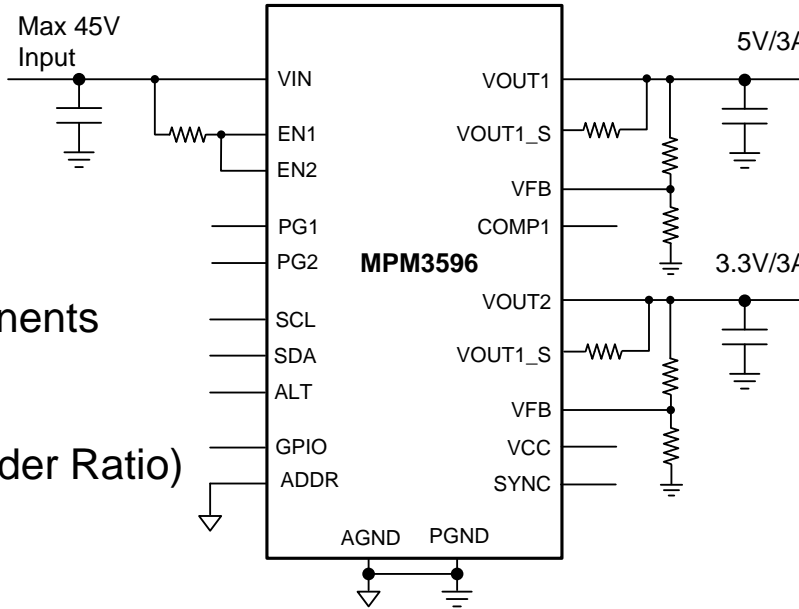 Max 45V
Input
5V/3A
VIN
VOUT1
EN1
VOUT1_S
EN2
VFB
PG1
COMP1
PG2
MPM3596
3.3V/3A
VOUT2
nents
SCL
VOUT1_S
SDA
ALT
VFB
GPIO
VCC
der Ratio)
ADDR
SYNC
AGND
PGND